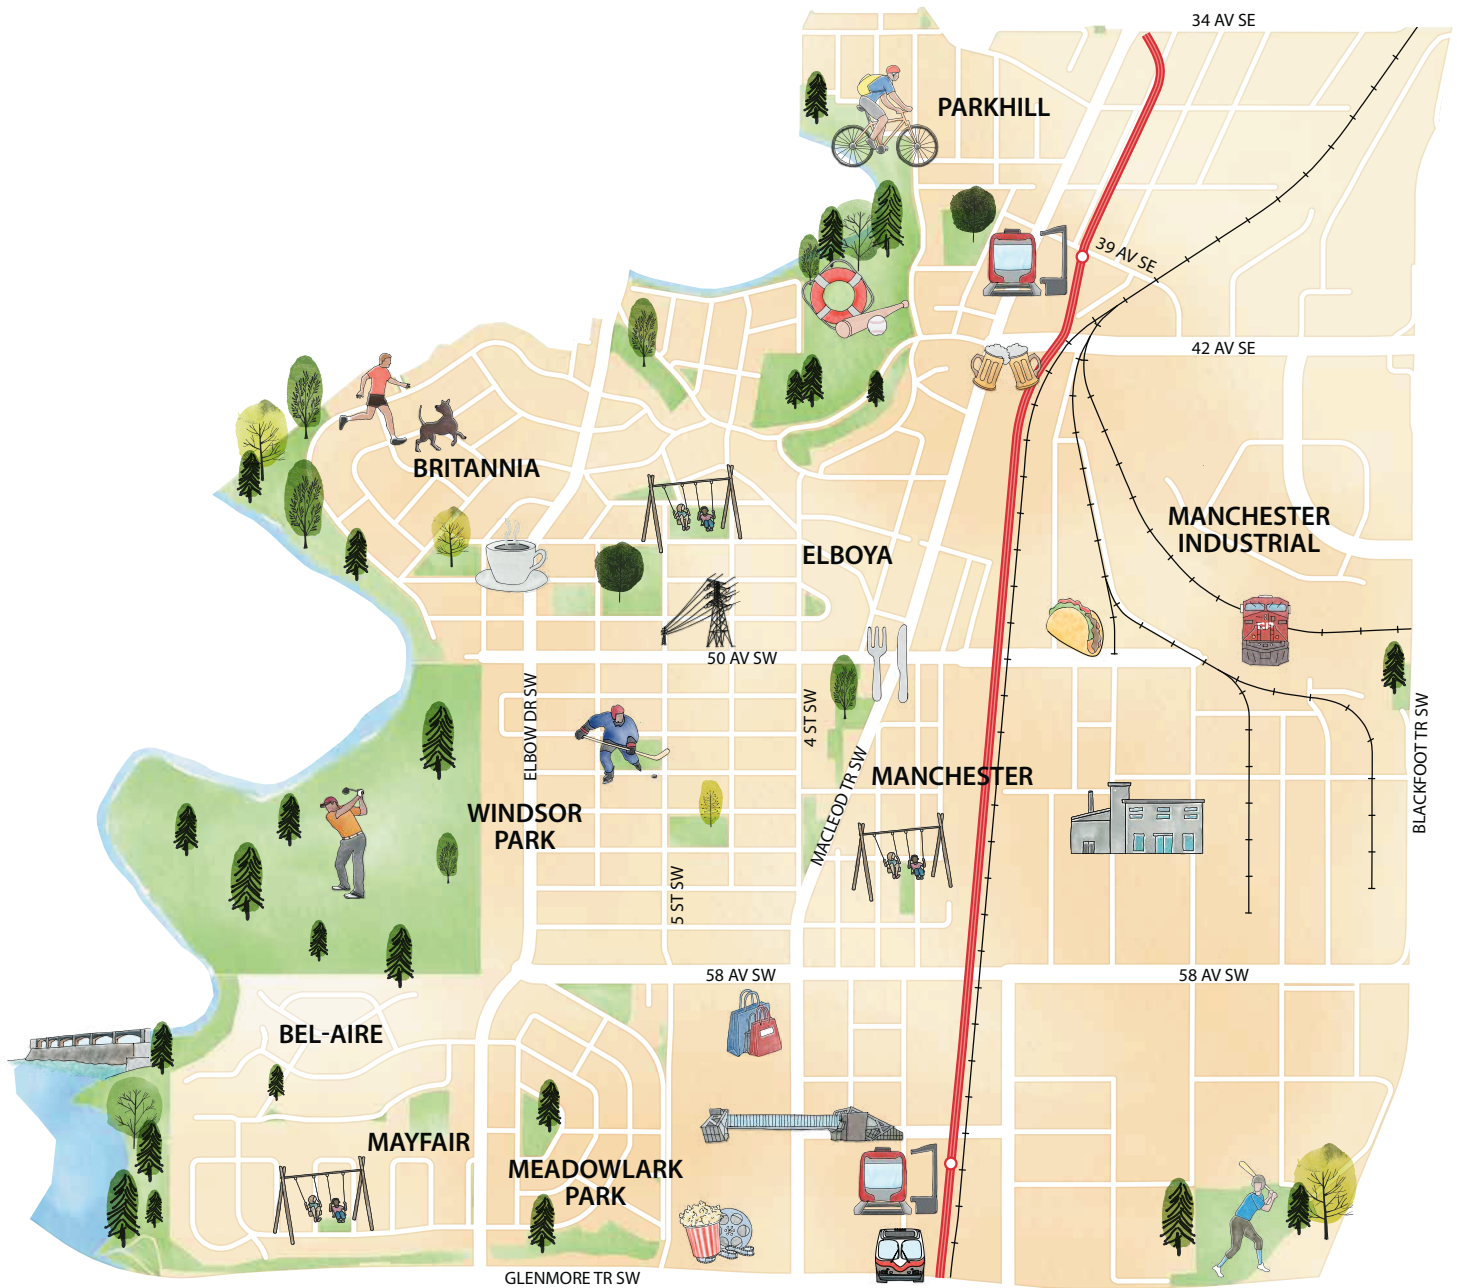 34 AV SE
PARKHILL
39 AV SE
42 AV SE
BRITANNIA
MANCHESTER
INDUSTRIAL
ELBOYA
50 AV SW
ELBOW DR SW
4 ST SW
MACLEOD TR SW
BLACKFOOT TR SW
MANCHESTER
WINDSOR
PARK
5 ST SW
58 AV SW
58 AV SW
BEL-AIRE
MAYFAIR
MEADOWLARK
PARK
GLENMORE TR SW